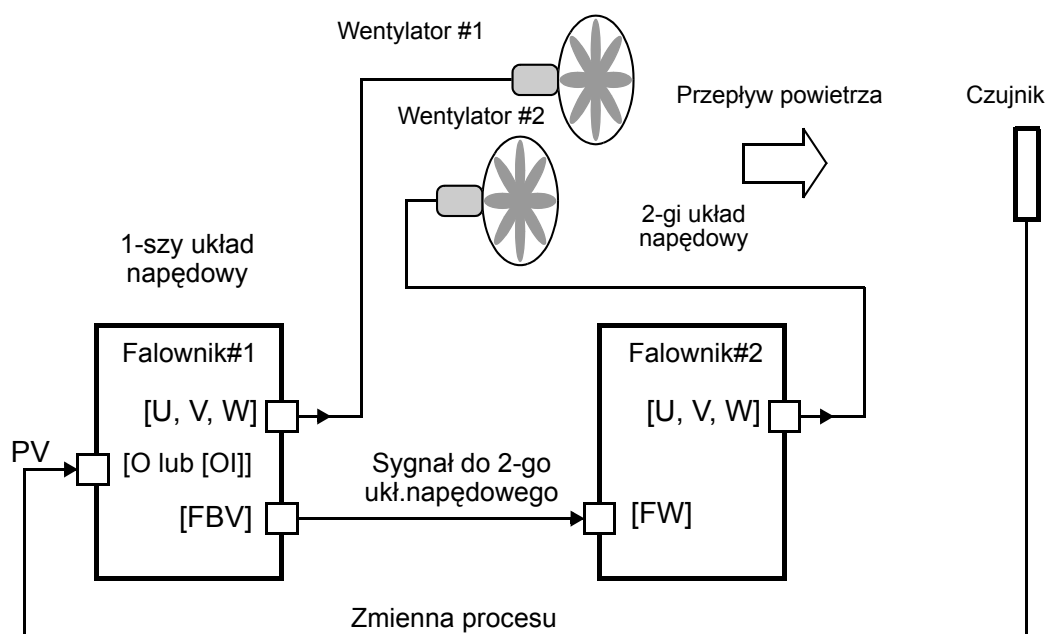 Wentylator #1
Wentylator #2
Przepływ powietrza
Czujnik
2-gi układ
napędowy
1-szy układ
napędowy
Falownik#1
Falownik#2
[U, V, W]
[U, V, W]
PV
[O lub [OI]]
Sygnał do 2-go
ukł.napędowego
[FBV]
[FW]
Zmienna procesu